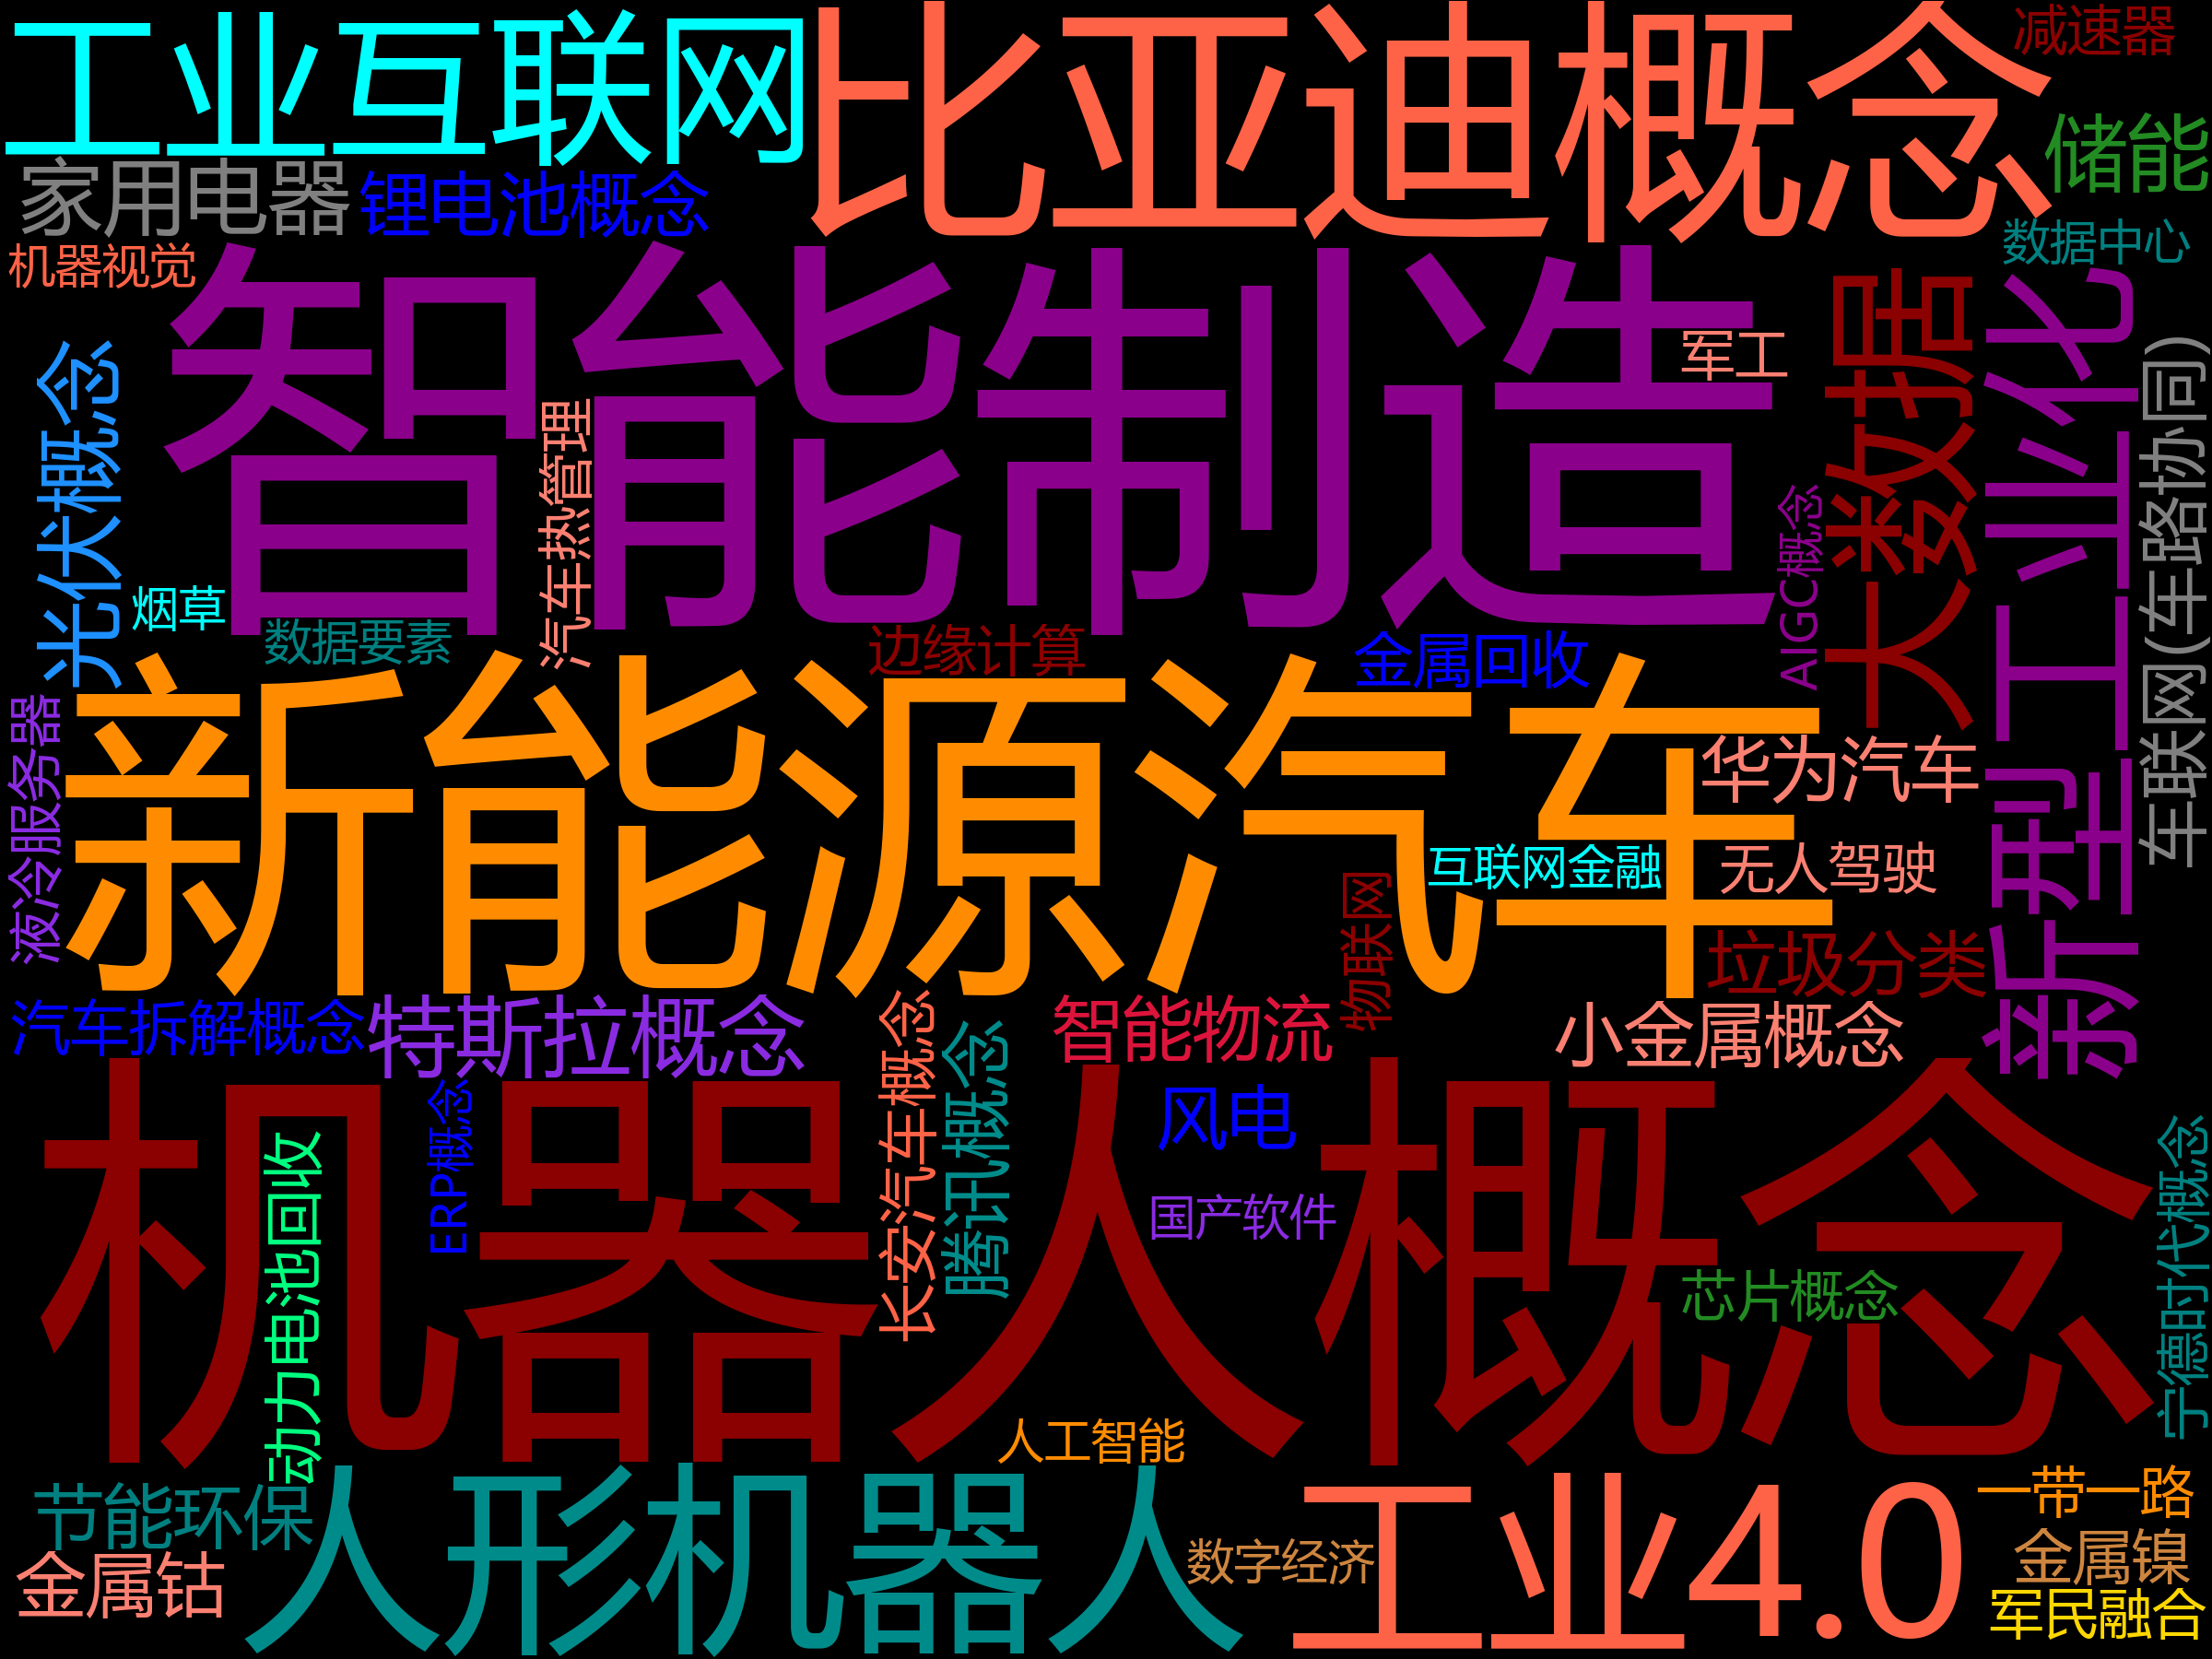 工业互联网
比亚迪概念
减速器
储能
家用电器
锂电池概念
数据中心
机器视觉
智能制造
军工
大数据
新型工业化
车联网(车路协同)
光伏概念
汽车热管理
AIGC概念
烟草
数据要素
边缘计算
金属回收
液冷服务器
新能源汽车
华为汽车
互联网金融
无人驾驶
物联网
垃圾分类
汽车拆解概念
特斯拉概念
长安汽车概念
腾讯概念
智能物流
小金属概念
机器人概念
ERP概念
风电
动力电池回收
国产软件
芯片概念
宁德时代概念
人工智能
节能环保
人形机器人
工业4.0
一带一路
金属钴
数字经济
金属镍
军民融合